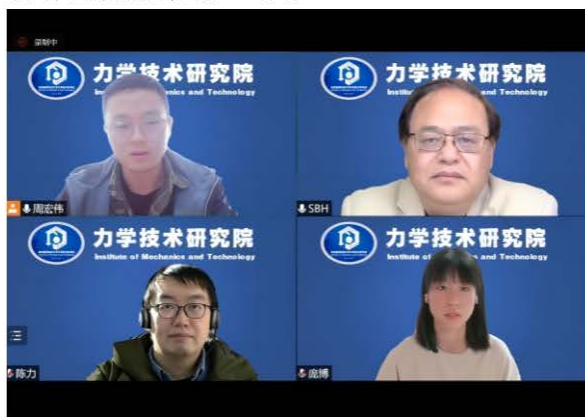 录制中
力学技术研究院
Institute of Mechanics and Technology
周宏伟
力学技术研究院
Institute of Mechanics and Technology
SBH
力学技术研究院
Institute of Mechanics and Technology
陈力
力学技术研究院
Institute of Mechanics and Technology
庞博